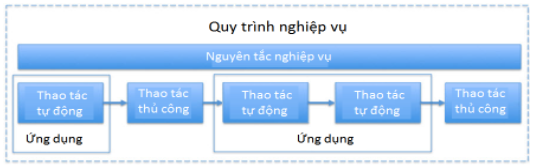 Quy trình nghiệp vụ
Nguyên tắc nghiệp vụ
Thao tác
tự động
Thao tác
thủ công
Thao tác
tự động
Thao tác
tự động
Thao tác
thủ công
Ứng dụng
Ứng dụng